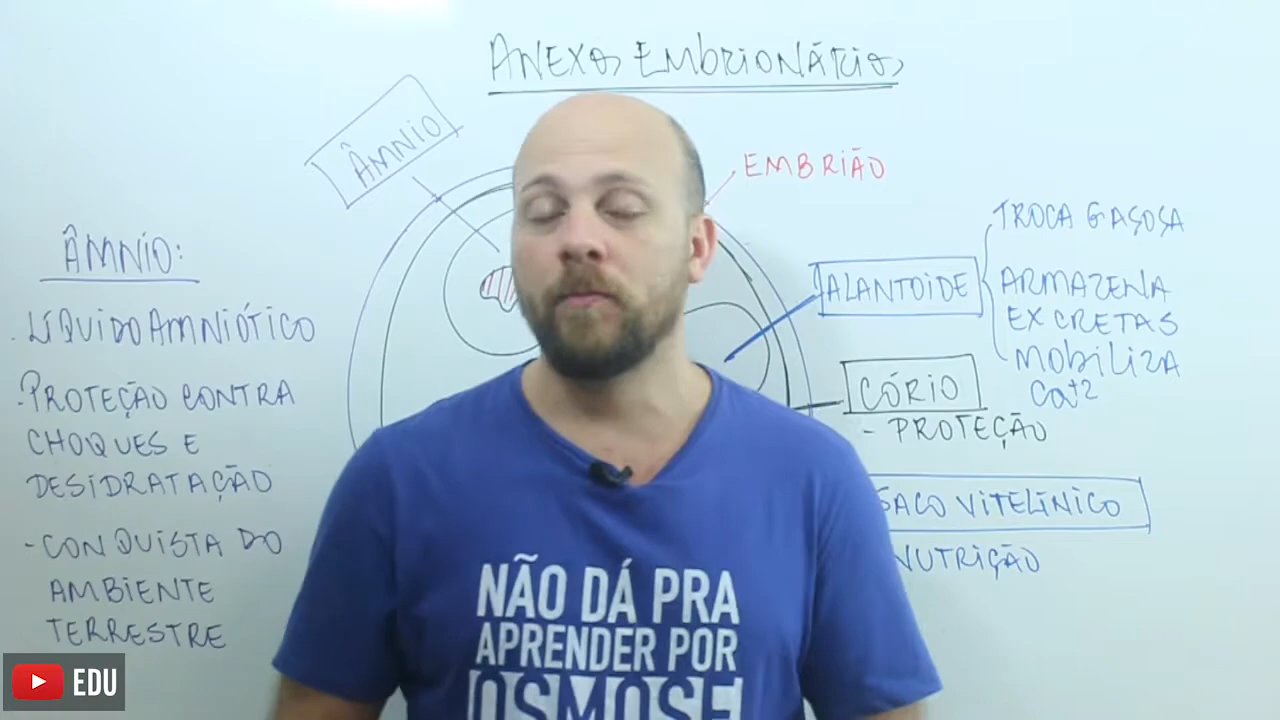 ANEXOS EMBRIONÁRIOS
ÂMNIO
EMBRIÃO
ÂMNIO:
. LÍQUIDO AMNIÓTICO
- PROTEÇÃO CONTRA
CHOQUES E
DESIDRATAÇÃO
- CONQUISTA DO
AMBIENTE
TERRESTRE
ALANTOIDE
TROCA GASOSA
ARMAZENA
EXCRETAS
MOBILIZA
Ca+2
CÓRIO
- PROTEÇÃO
SACO VITELÍNICO
NUTRIÇÃO
NÃO DÁ PRA
APRENDER POR
OSMOSE
EDU